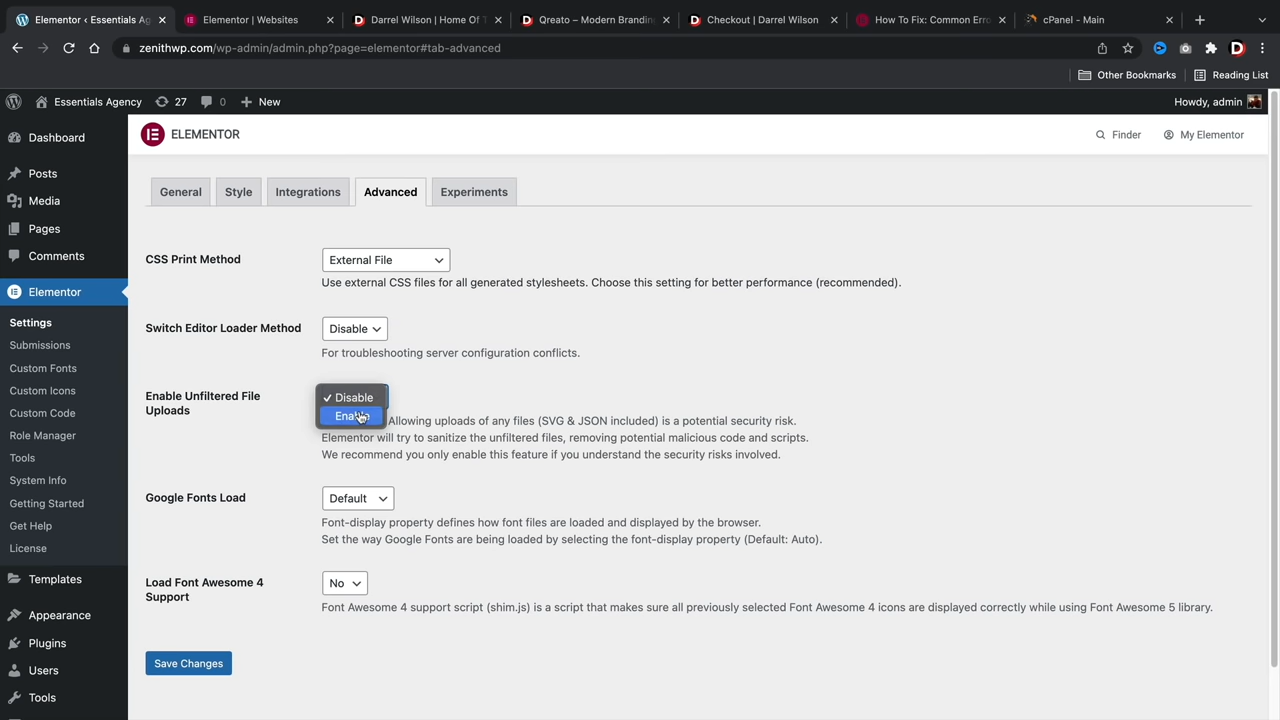 Elementor ‹ Essentials Ag
Elementor | Websites
Darrel Wilson | Home Of T
Qreato – Modern Brandin
Checkout | Darrel Wilson
How To Fix: Common Erro
cPanel - Main
zenithwp.com/wp-admin/admin.php?page=elementor#tab-advanced
Other Bookmarks
Reading List
Essentials Agency
27
0
New
Howdy, admin
ELEMENTOR
Finder
My Elementor
Dashboard
Posts
Media
Pages
Comments
Elementor
Settings
Submissions
Custom Fonts
Custom Icons
Custom Code
Role Manager
Tools
System Info
Getting Started
Get Help
License
Templates
Appearance
Plugins
Users
Tools
General
Style
Integrations
Advanced
Experiments
CSS Print Method
External File
Use external CSS files for all generated stylesheets. Choose this setting for better performance (recommended).
Switch Editor Loader Method
Disable
For troubleshooting server configuration conflicts.
Enable Unfiltered File
Uploads
✓ Disable
Enable
Allowing uploads of any files (SVG & JSON included) is a potential security risk.
Elementor will try to sanitize the unfiltered files, removing potential malicious code and scripts.
We recommend you only enable this feature if you understand the security risks involved.
Google Fonts Load
Default
Font-display property defines how font files are loaded and displayed by the browser.
Set the way Google Fonts are being loaded by selecting the font-display property (Default: Auto).
Load Font Awesome 4
Support
No
Font Awesome 4 support script (shim.js) is a script that makes sure all previously selected Font Awesome 4 icons are displayed correctly while using Font Awesome 5 library.
Save Changes